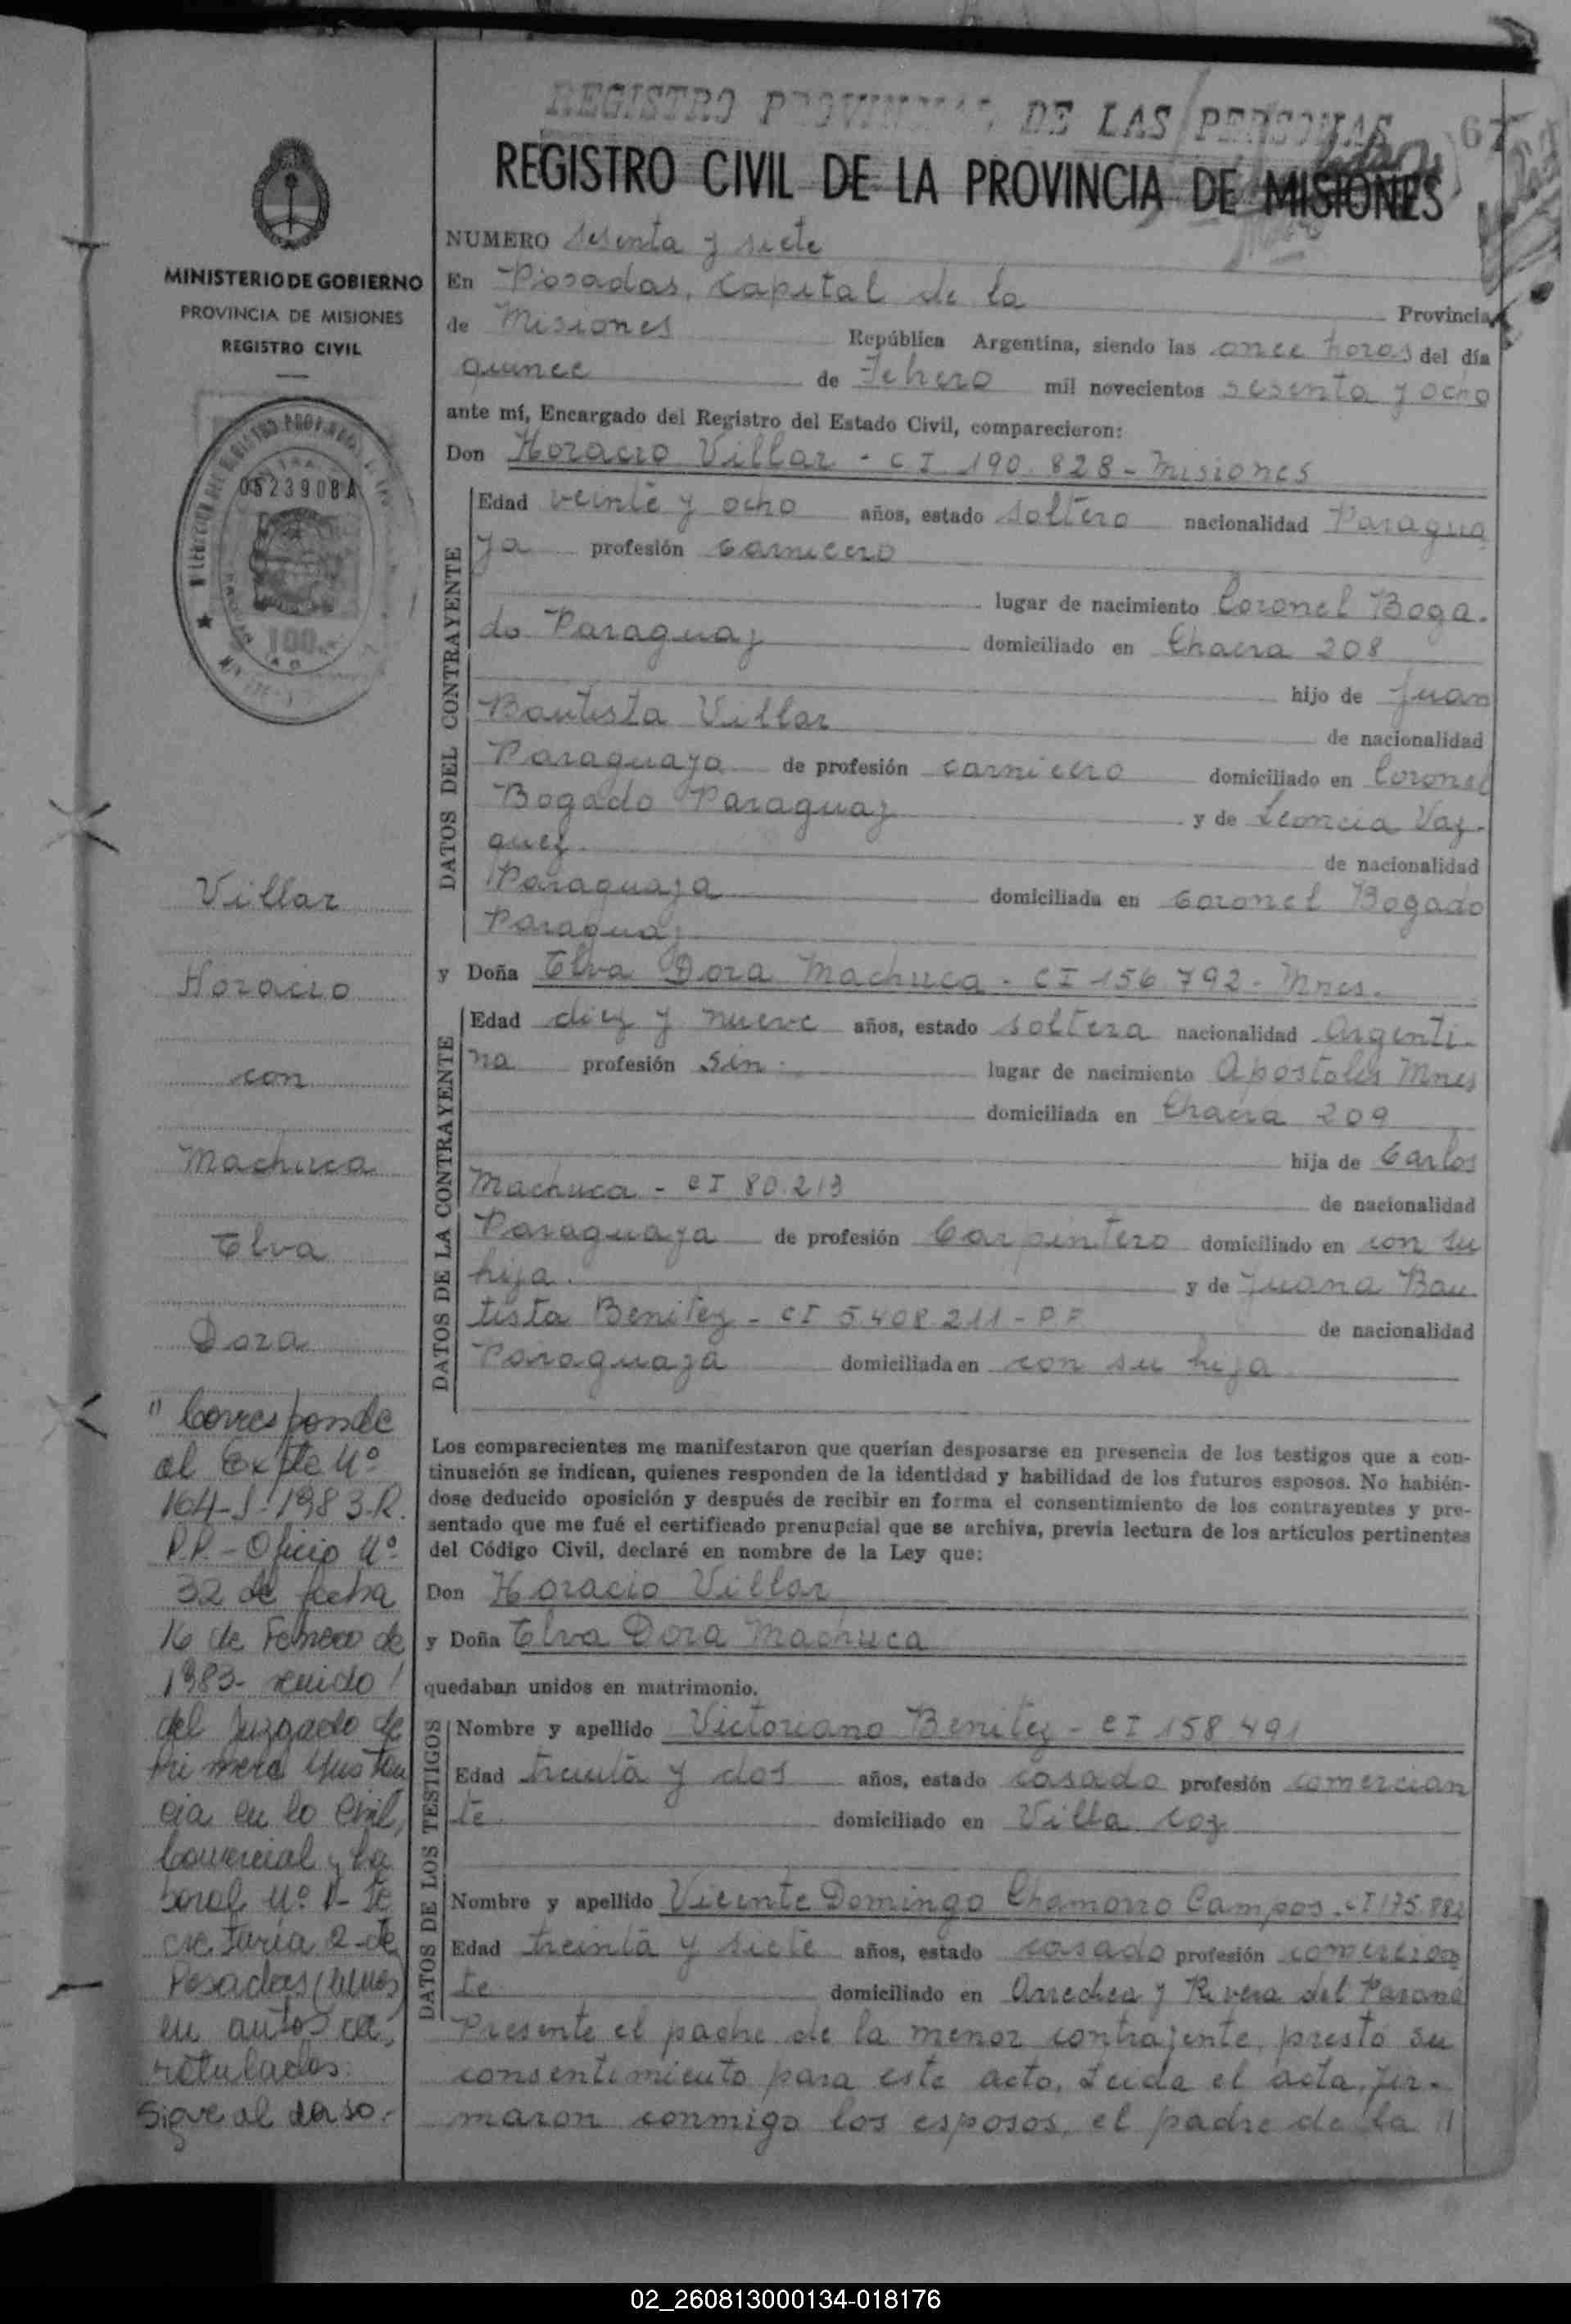 REGISTRO PROVINCIAL DE LAS PERSONAS
67
REGISTRO CIVIL DE LA PROVINCIA DE MISIONES
MINISTERIO DE GOBIERNO
PROVINCIA DE MISIONES
REGISTRO CIVIL
0523908A
100
NUMERO sesenta y siete
En Posadas, Capital de la Provincia
de Misiones República Argentina, siendo las once horas del día
quince de Febrero mil novecientos sesenta y ocho
ante mí, Encargado del Registro del Estado Civil, comparecieron:
Don Horacio Villar - CI 190.828 - Misiones
DATOS DEL CONTRAYENTE
Edad veinte y ocho años, estado soltero nacionalidad Paragua
ya profesión carnicero
lugar de nacimiento Coronel Boga-
do Paraguay domiciliado en Chacra 208
hijo de Juan
Bautista Villar de nacionalidad
Paraguaya de profesión carnicero domiciliado en Coronel
Bogado Paraguay y de Leoncia Vaz-
quez de nacionalidad
Paraguaya domiciliada en Coronel Bogado
Paraguay
y Doña Elva Dora Machuca - CI 156.792 - Mnes.
DATOS DE LA CONTRAYENTE
Edad diez y nueve años, estado soltera nacionalidad Argenti-
na profesión sin lugar de nacimiento Apóstoles Mnes
domiciliada en Chacra 209
hija de Carlos
Machuca - CI 80.213 de nacionalidad
Paraguaya de profesión Carpintero domiciliado en con su
hija. y de Juana Bau
tista Benitez - CI 5.408.211 - P.F. de nacionalidad
Paraguaya domiciliada en con su hija
Los comparecientes me manifestaron que querían desposarse en presencia de los testigos que a con-
tinuación se indican, quienes responden de la identidad y habilidad de los futuros esposos. No habién-
dose deducido oposición y después de recibir en forma el consentimiento de los contrayentes y pre-
sentado que me fué el certificado prenupcial que se archiva, previa lectura de los artículos pertinentes
del Código Civil, declaré en nombre de la Ley que:
Don Horacio Villar
y Doña Elva Dora Machuca
quedaban unidos en matrimonio.
DATOS DE LOS TESTIGOS
Nombre y apellido Victoriano Benitez - CI 158.491
Edad treinta y dos años, estado casado profesión comercian
te domiciliado en Villa Coz
Nombre y apellido Vicente Domingo Chamorro Campos - CI 175.882
Edad treinta y siete años, estado casado profesión comercian
te domiciliado en Arrechea y Rivera del Paraná
Presente el padre de la menor contrayente, prestó su
consentimiento para este acto. Leida el acta, fir-
maron conmigo los esposos, el padre de la //
Villar
Horacio
con
Machuca
Elva
Dora
" Corresponde
al Expte Nº
164-J-1983-R.
P.P. - Oficio Nº
32 de fecha
16 de Febrero de
1983-
del Juzgado de
Primera Instan
cia en lo Civil,
Comercial y La
boral Nº 1- Se
cretaría 2- de
Posadas (Mnes)
en autos ca,
ratulados:
Sigue al dorso.-
02_260813000134-018176